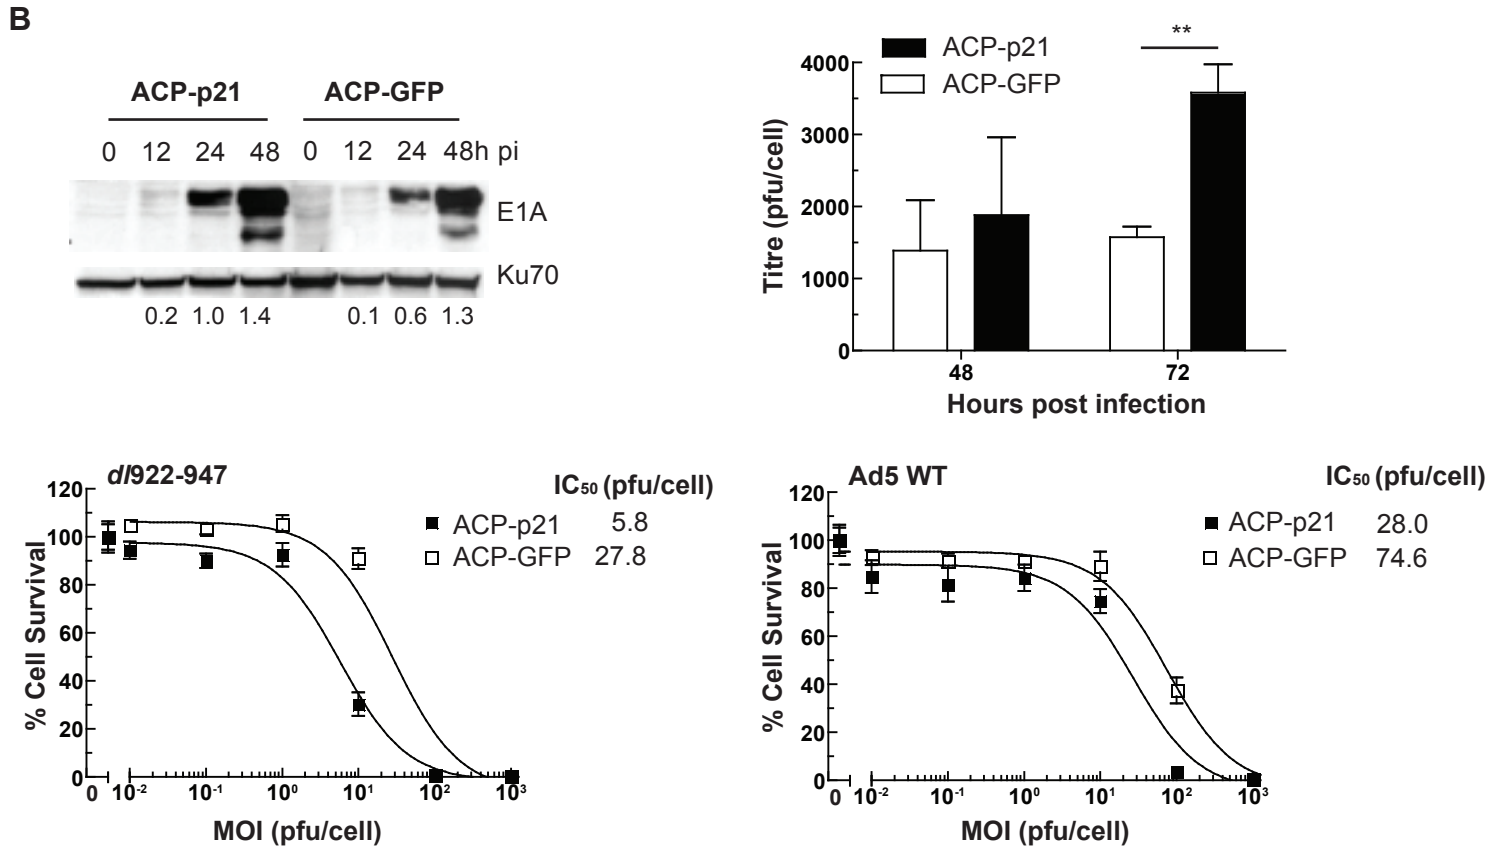 B
ACP-p21 ACP-GFP
0 12 24 48 0 12 24 48h pi
E1A
Ku70
0.2 1.0 1.4 0.1 0.6 1.3
ACP-p21
ACP-GFP
**
Titre (pfu/cell)
4000
3000
2000
1000
0
48 72
Hours post infection
dl922-947
IC50 (pfu/cell)
ACP-p21 5.8
ACP-GFP 27.8
% Cell Survival
120
100
80
60
40
20
0
0 10-2 10-1 100 101 102 103
MOI (pfu/cell)
Ad5 WT
IC50 (pfu/cell)
ACP-p21 28.0
ACP-GFP 74.6
% Cell Survival
120
100
80
60
40
20
0
0 10-2 10-1 100 101 102 103
MOI (pfu/cell)